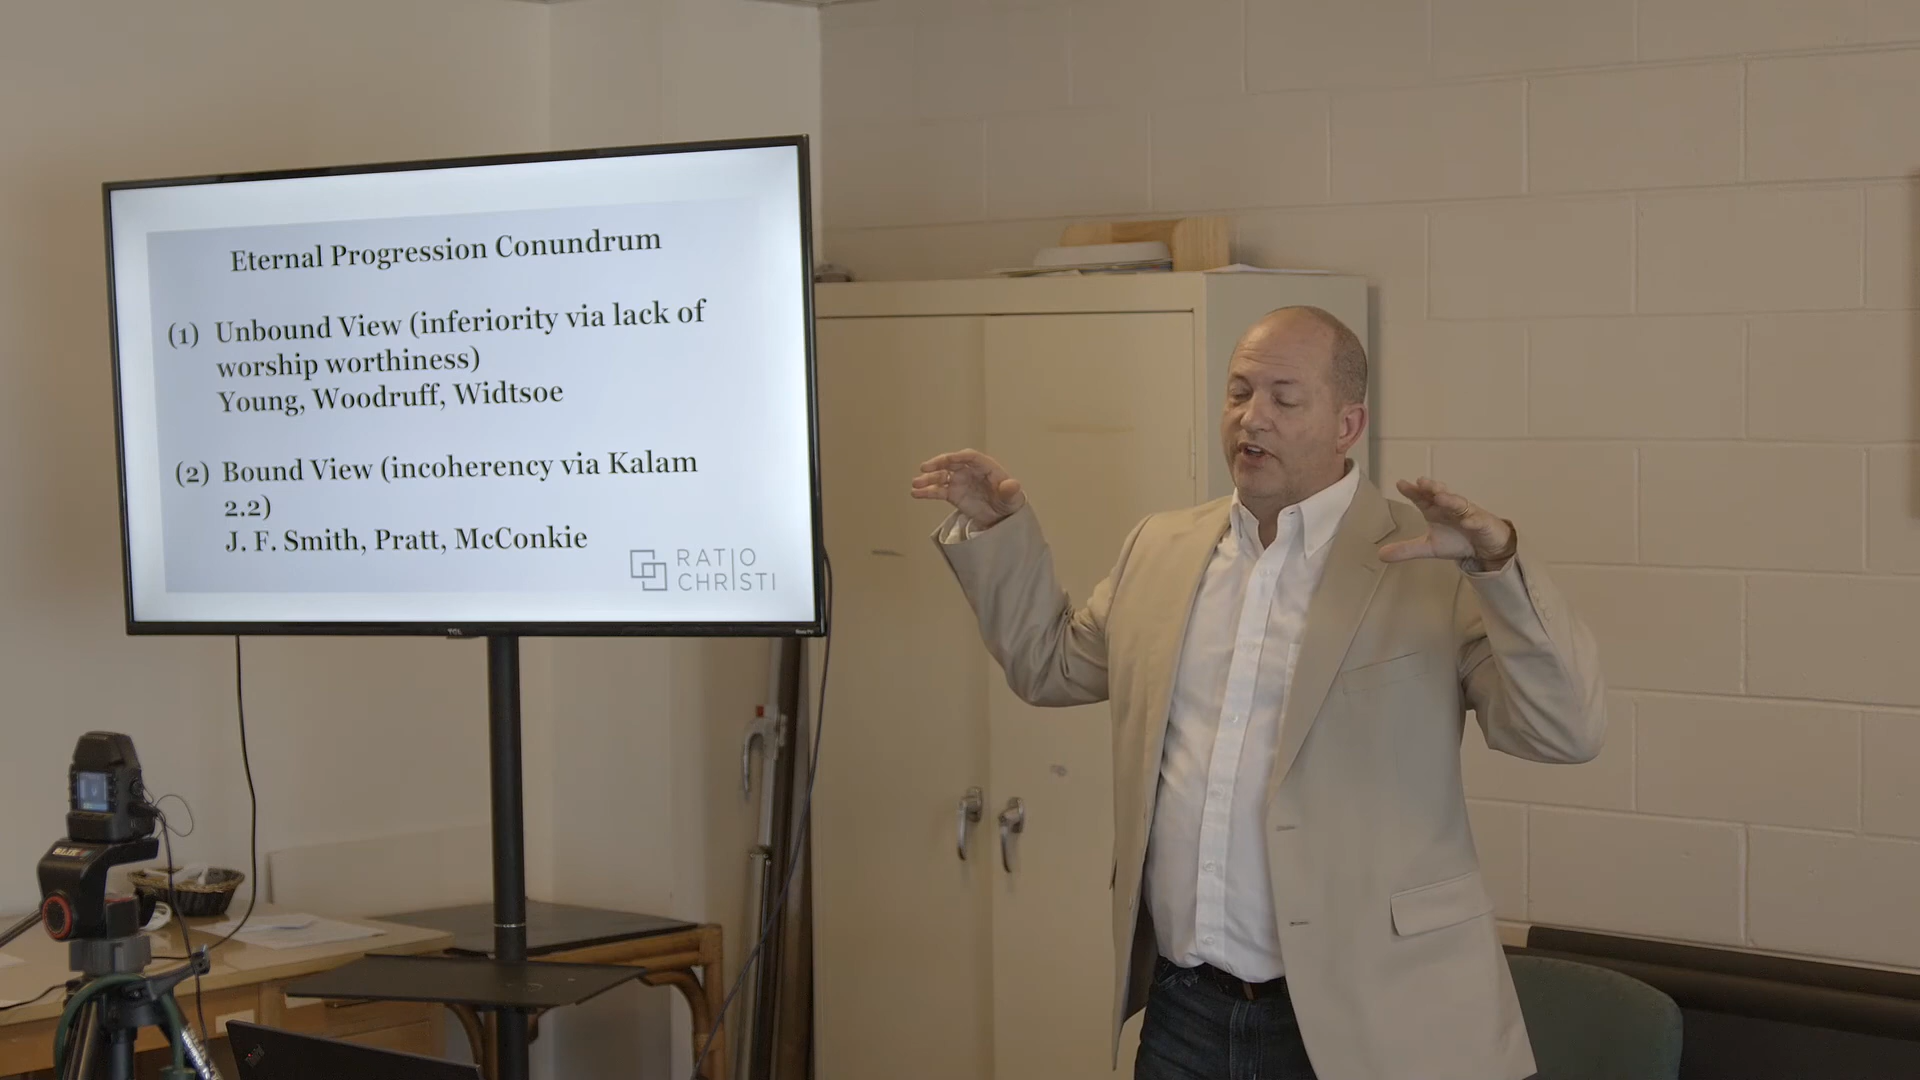 Eternal Progression Conundrum
(1) Unbound View (inferiority via lack of
worship worthiness)
Young, Woodruff, Widtsoe
(2) Bound View (incoherency via Kalam
2.2)
J. F. Smith, Pratt, McConkie
RATIO
CHRISTI
TCL